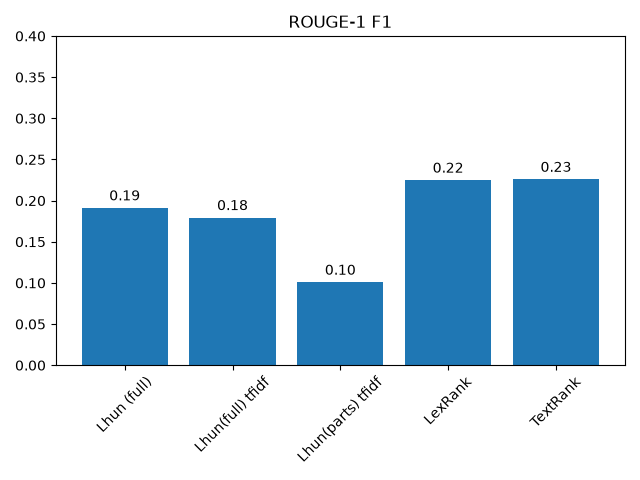 ROUGE-1 F1
0.40
0.35
0.30
0.25
0.20
0.15
0.10
0.05
0.00
0.19
0.18
0.10
0.22
0.23
Lhun (full)
Lhun(full) tfidf
Lhun(parts) tfidf
LexRank
TextRank